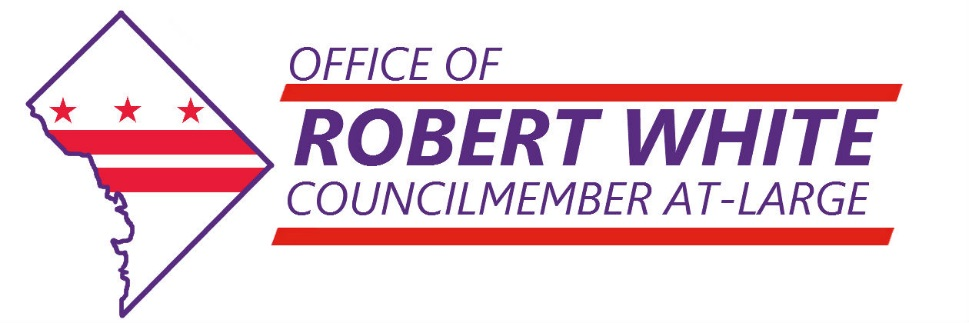 OFFICE OF
ROBERT WHITE
COUNCILMEMBER AT-LARGE